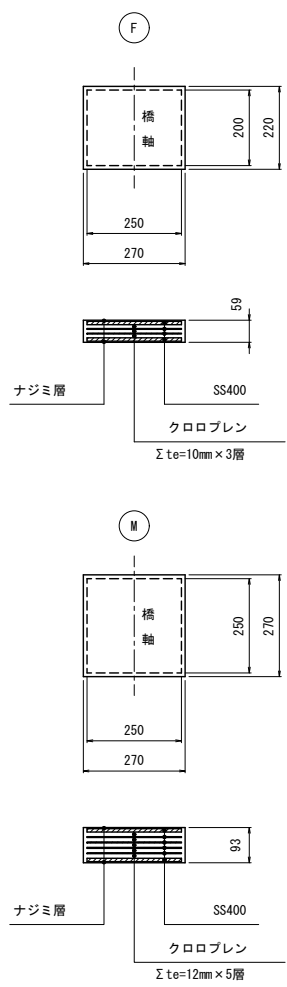 F
橋
軸
200
220
250
270
59
ナジミ層
SS400
クロロプレン
Σte=10mm×3層
M
橋
軸
250
270
250
270
93
ナジミ層
SS400
クロロプレン
Σte=12mm×5層